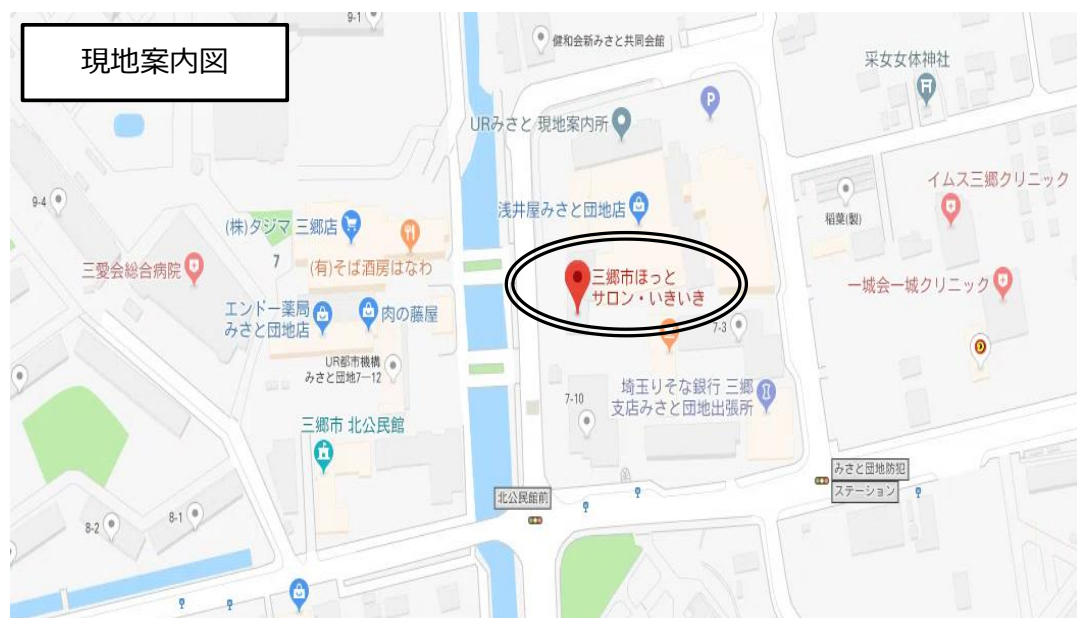 9-1
現地案内図
健和会新みさと共同会館
采女女体神社
P
URみさと 現地案内所
イムス三郷クリニック
9-4
浅井屋みさと団地店
稲葉(製)
(株)タジマ 三郷店
三愛会総合病院
7
(有)そば酒房はなわ
三郷市ほっと
サロン・いきいき
一城会一城クリニック
エンドー薬局
みさと団地店
肉の藤屋
7-3
UR都市機構
みさと団地7ー12
埼玉りそな銀行 三郷
支店みさと団地出張所
7-10
三郷市 北公民館
みさと団地防犯
ステーション
北公民館前
8-2
8-1